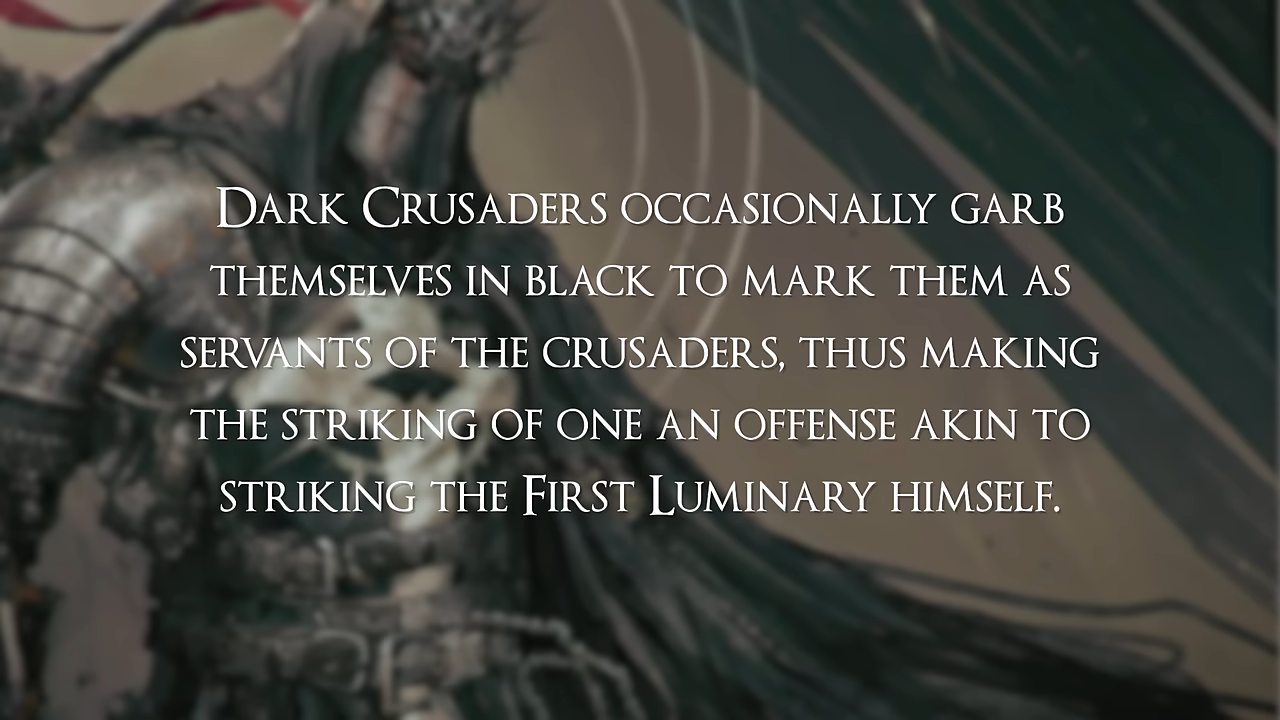 Dark Crusaders occasionally garb
themselves in black to mark them as
servants of the crusaders, thus making
the striking of one an offense akin to
striking the First Luminary himself.